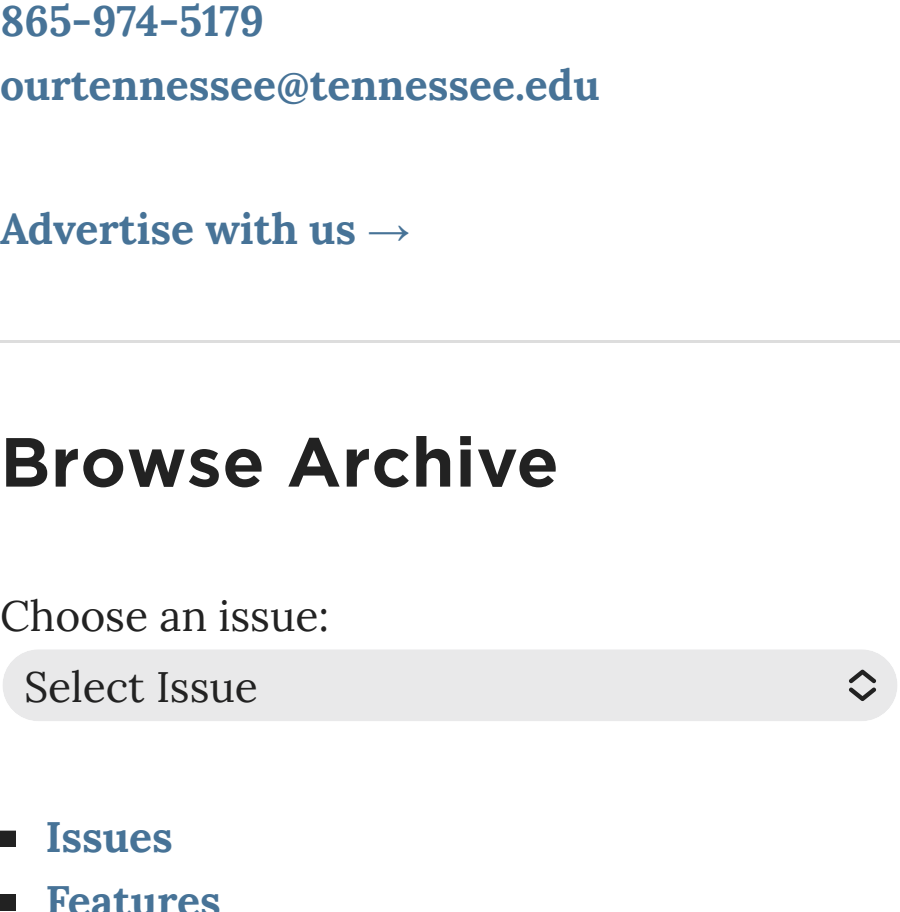 865-974-5179
ourtennessee@tennessee.edu
Advertise with us →
Browse Archive
Choose an issue:
Select Issue
Issues
Features